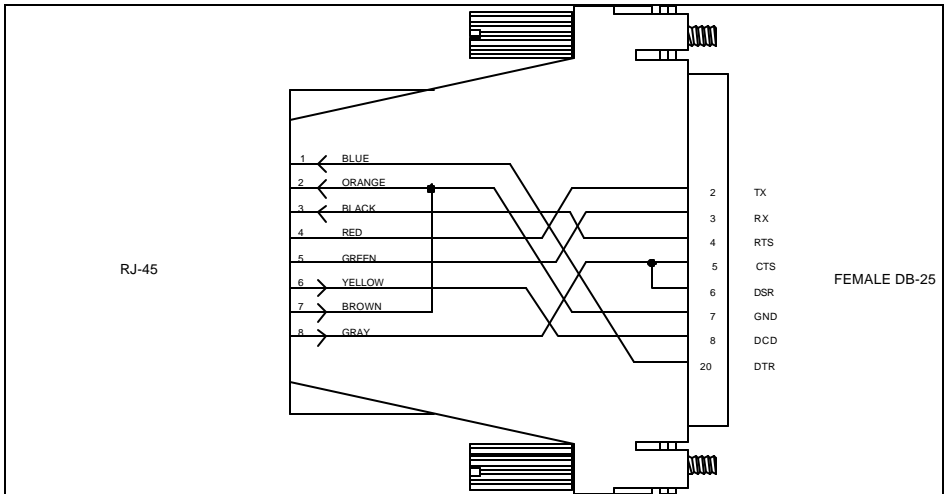 1 BLUE
2 ORANGE
3 BLACK
4 RED
5 GREEN
6 YELLOW
7 BROWN
8 GRAY
RJ-45
2 TX
3 RX
4 RTS
5 CTS
6 DSR
7 GND
8 DCD
20 DTR
FEMALE DB-25